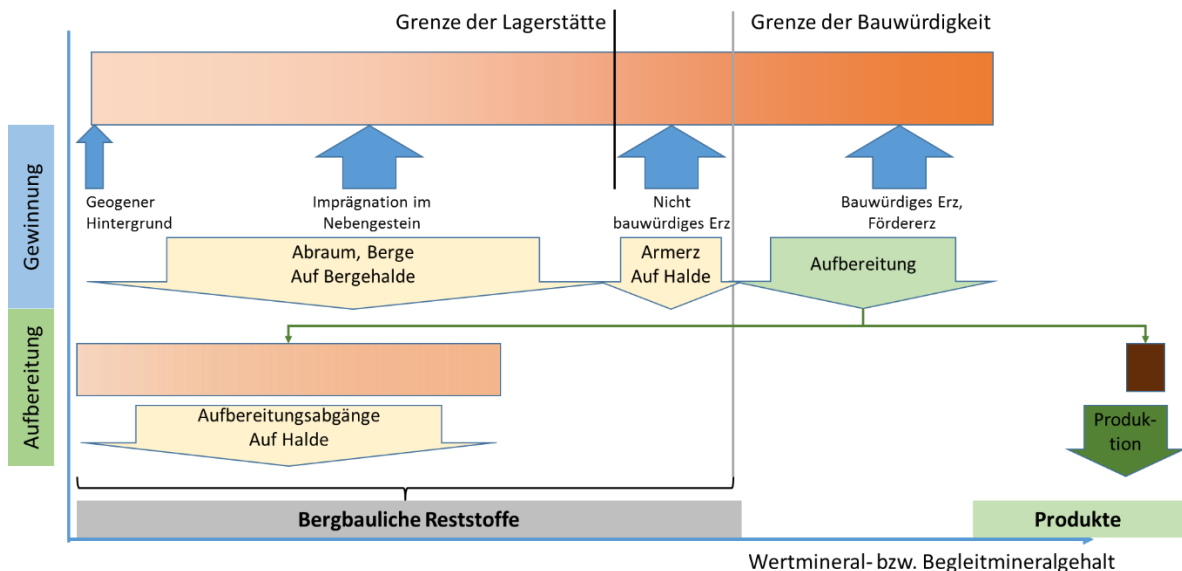 Grenze der Lagerstätte
Grenze der Bauwürdigkeit
Gewinnung
Geogener
Hintergrund
Imprägnation im
Nebengestein
Nicht
bauwürdiges Erz
Bauwürdiges Erz,
Fördererz
Abraum, Berge
Auf Bergehalde
Armerz
Auf Halde
Aufbereitung
Aufbereitung
Aufbereitungsabgänge
Auf Halde
Produk-
tion
Bergbauliche Reststoffe
Produkte
Wertmineral- bzw. Begleitmineralgehalt